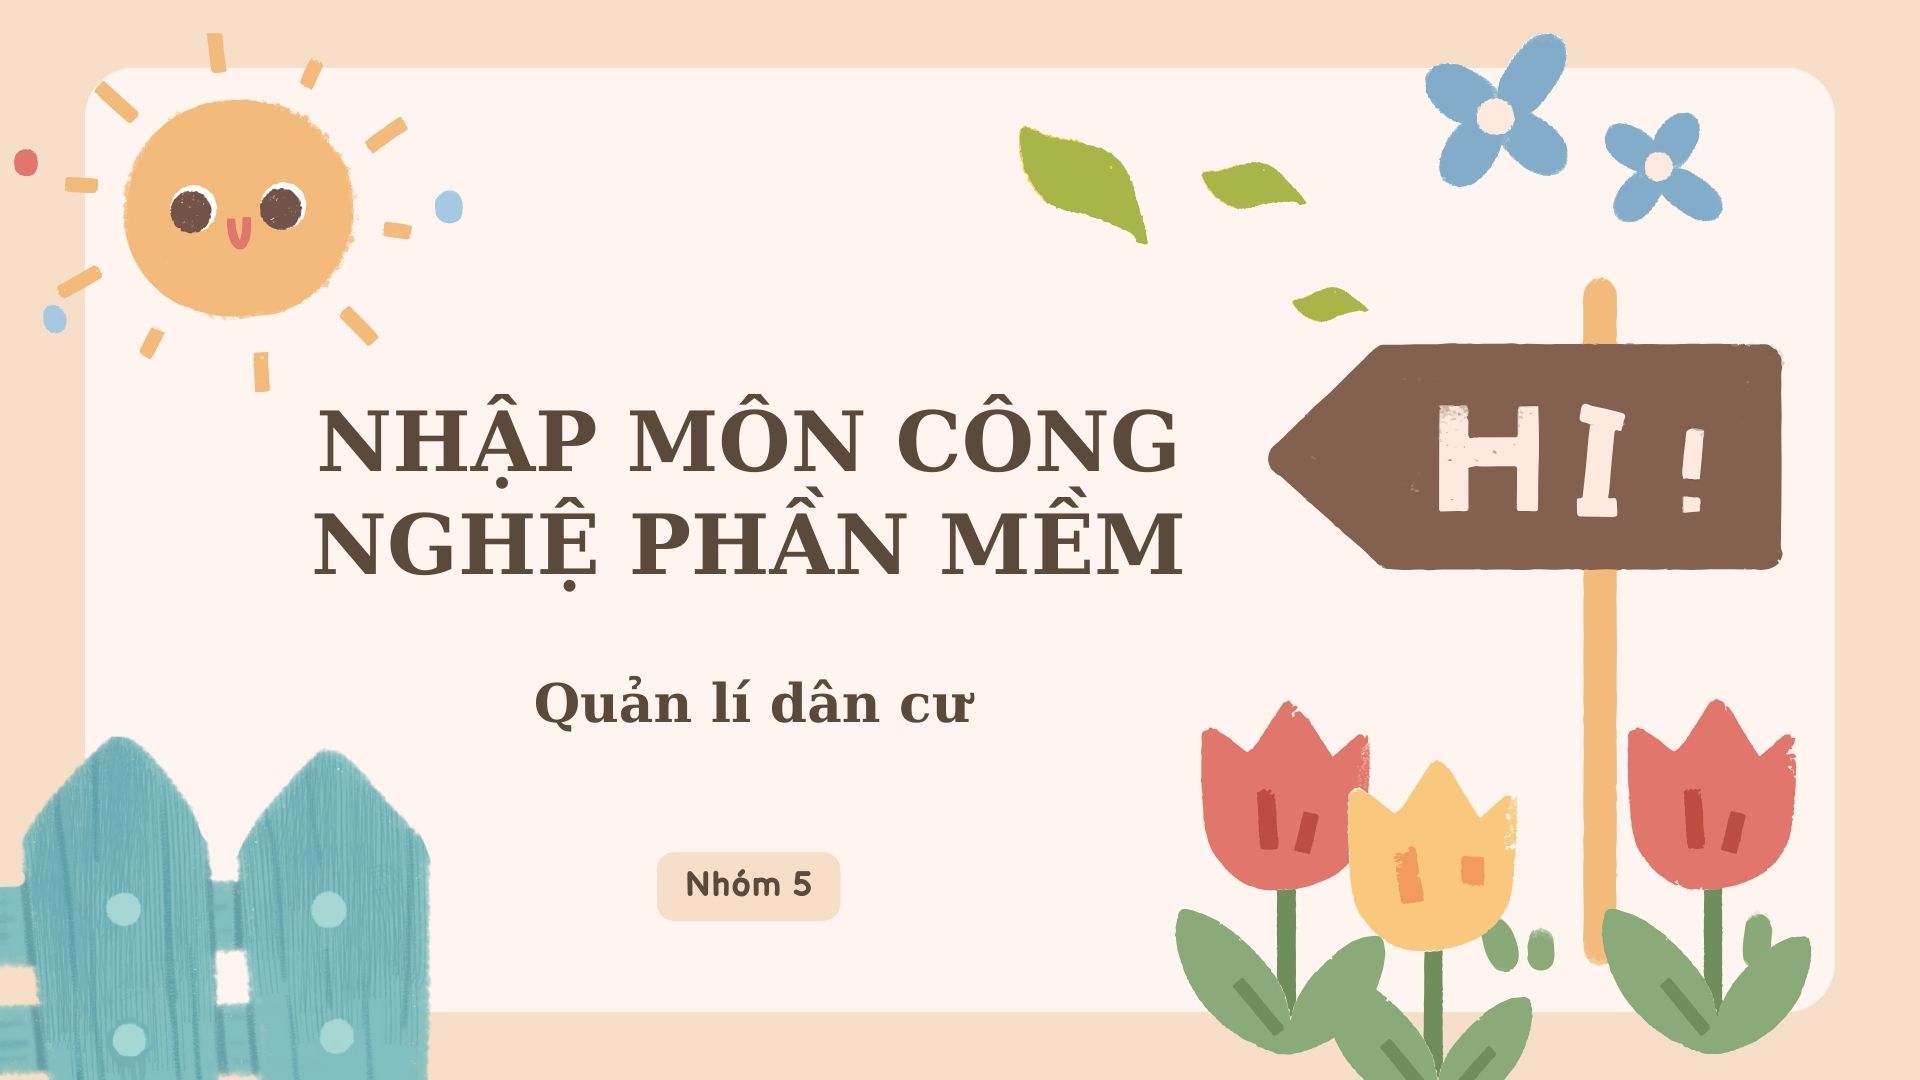 NHẬP MÔN CÔNG
NGHỆ PHẦN MỀM
HI!
Quản lí dân cư
Nhóm 5